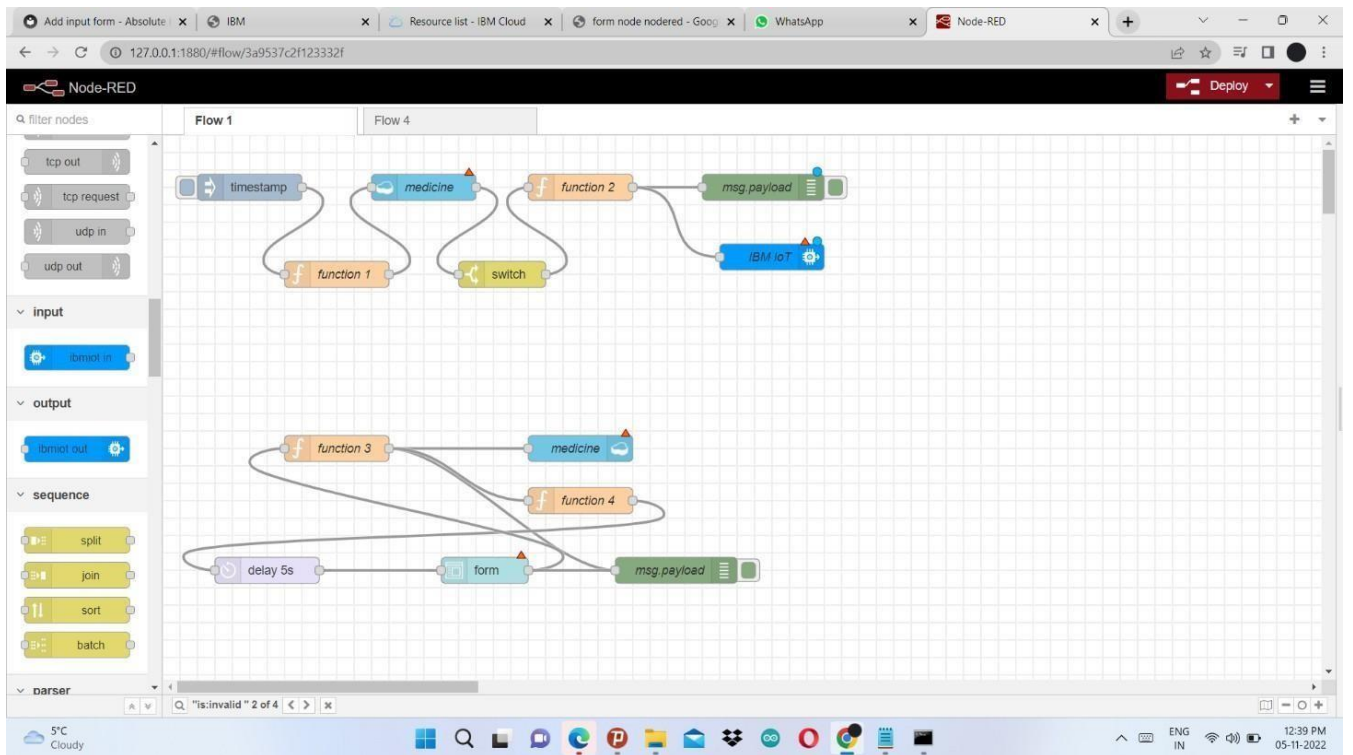 Add input form - Absolute
IBM
Resource list - IBM Cloud
form node nodered - Goog
WhatsApp
Node-RED
127.0.0.1:1880/#flow/3a9537c2f123332f
Node-RED
Deploy
filter nodes
Flow 1
Flow 4
tcp out
tcp request
udp in
udp out
input
ibmiot in
output
ibmiot out
sequence
split
join
sort
batch
parser
timestamp
medicine
function 2
msg.payload
function 1
switch
IBM IoT
function 3
medicine
function 4
delay 5s
form
msg.payload
"is:invalid " 2 of 4
5°C
Cloudy
ENG
IN
12:39 PM
05-11-2022